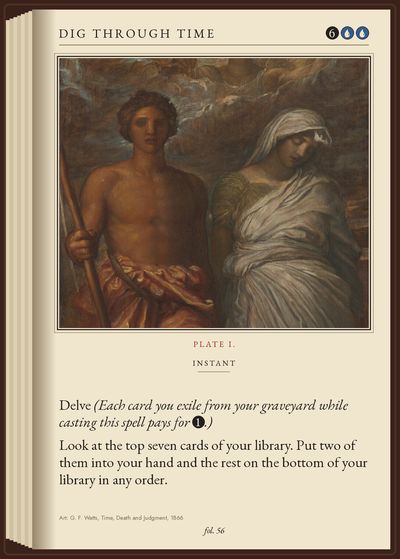 DIG THROUGH TIME 6
PLATE I.
INSTANT
Delve (Each card you exile from your graveyard while
casting this spell pays for 1.)
Look at the top seven cards of your library. Put two of
them into your hand and the rest on the bottom of your
library in any order.
Art: G. F. Watts, Time, Death and Judgment, 1866
fol. 56